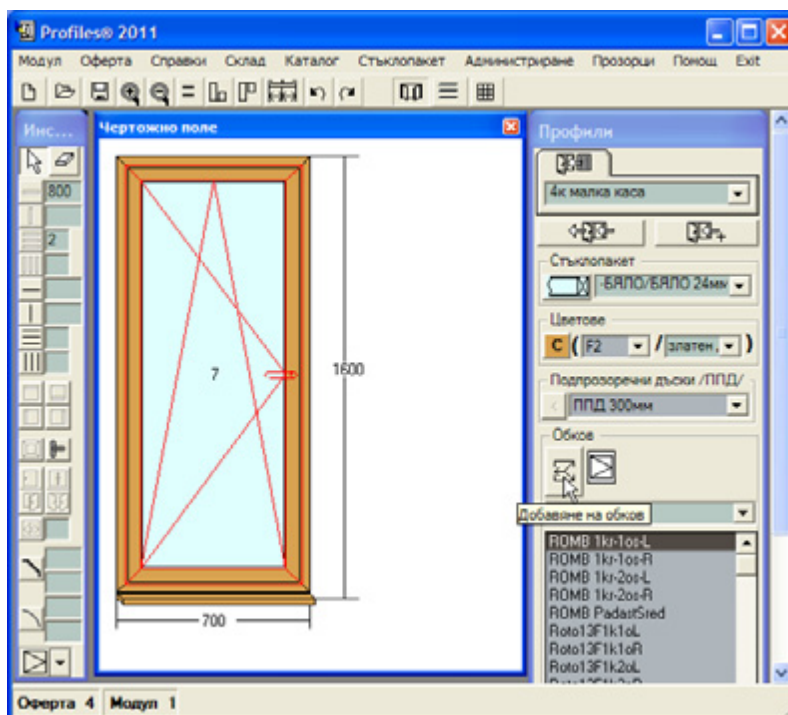 Profiles® 2011
Модул Оферта Справки Склад Каталог Стъклопакет Администриране Прозорци Помощ Exit
Инс...
Чертожно поле
Профили
800
2
4к малка каса
Стъклопакет
-БЯЛО/БЯЛО 24мм
Цветове
C ( F2 / златен, )
Подпрозоречни дъски /ППД/
< ППД 300мм
Обков
Добавяне на обков
7
1600
700
ROMB 1kr-1os-L
ROMB 1kr-1os-R
ROMB 1kr-2os-L
ROMB 1kr-2os-R
ROMB PadastSred
Roto13F1k1oL
Roto13F1k1oR
Roto13F1k2oL
Оферта 4 Модул 1